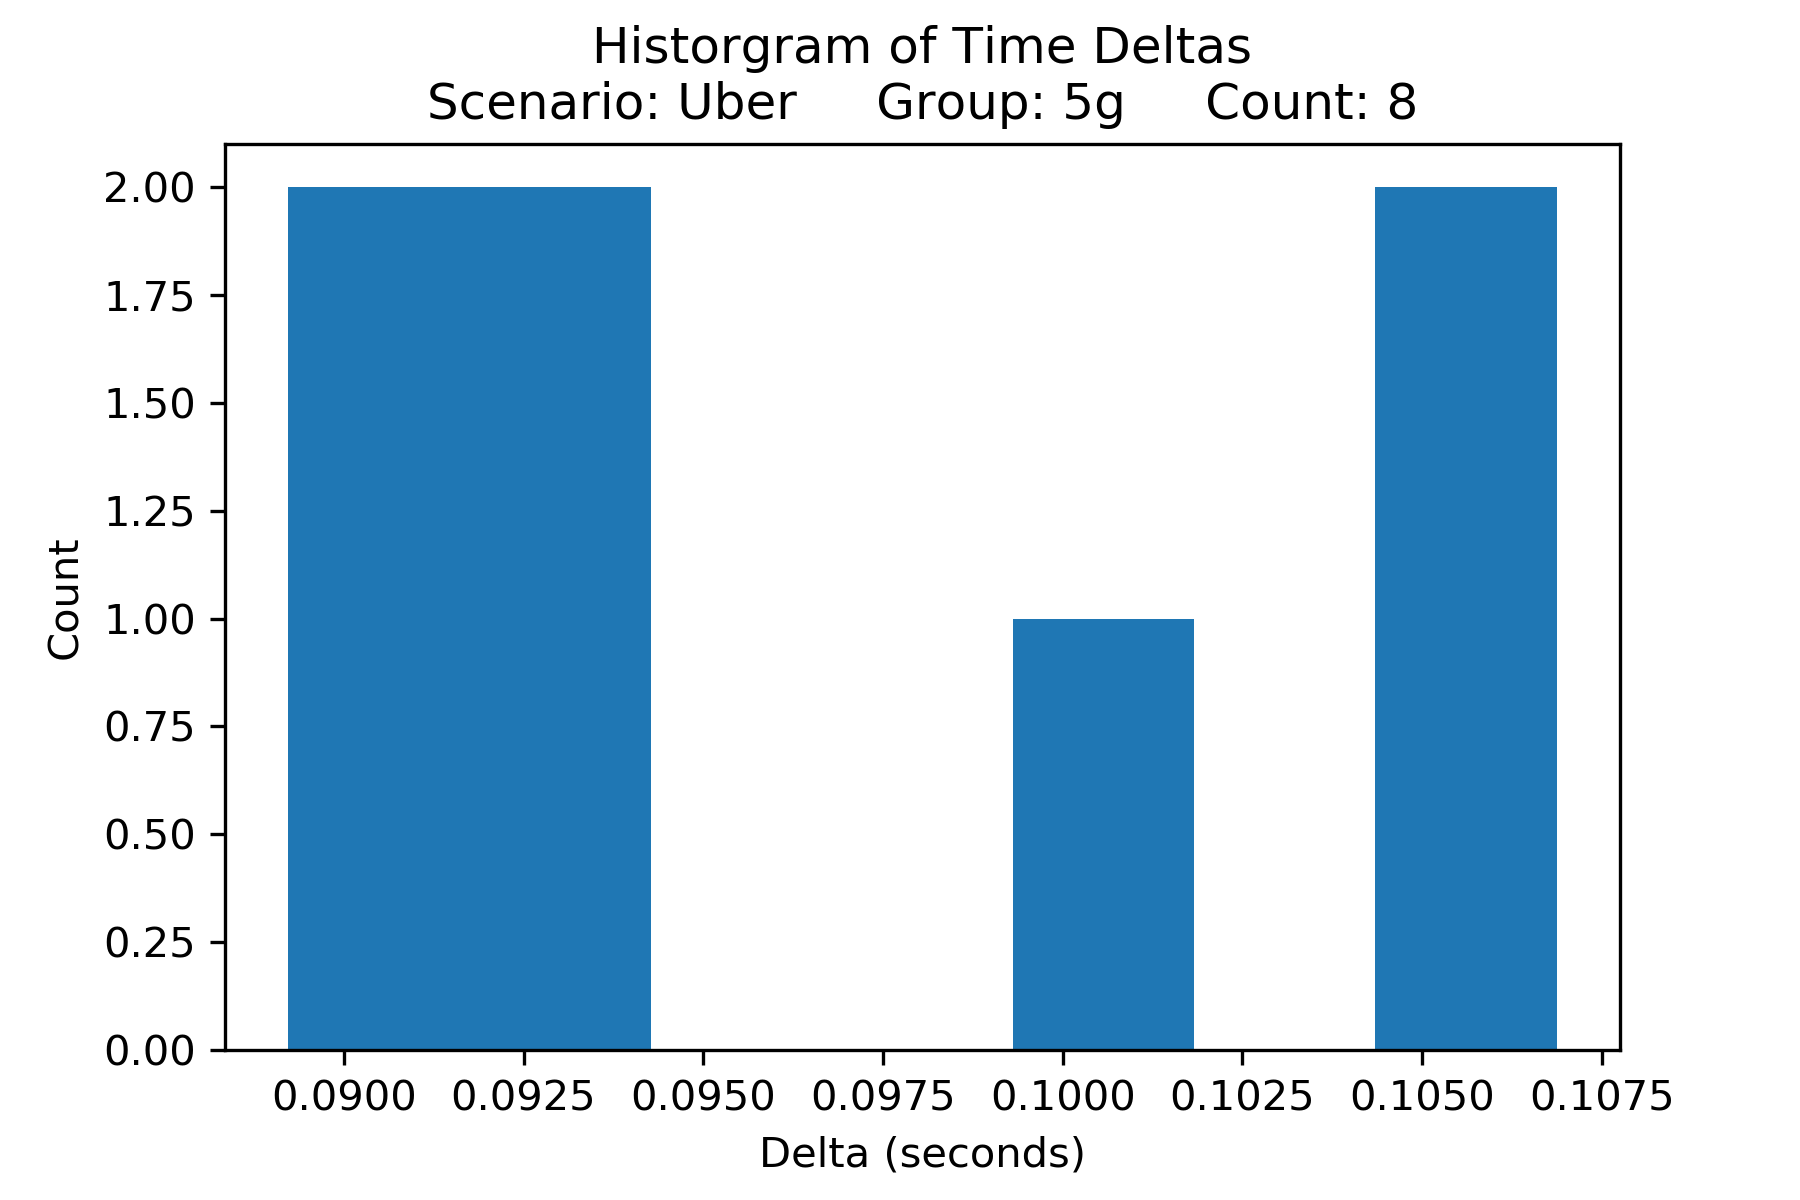 Historgram of Time Deltas
Scenario: Uber Group: 5g Count: 8
2.00
1.75
1.50
1.25
1.00
0.75
0.50
0.25
0.00
Count
0.0900 0.0925 0.0950 0.0975 0.1000 0.1025 0.1050 0.1075
Delta (seconds)